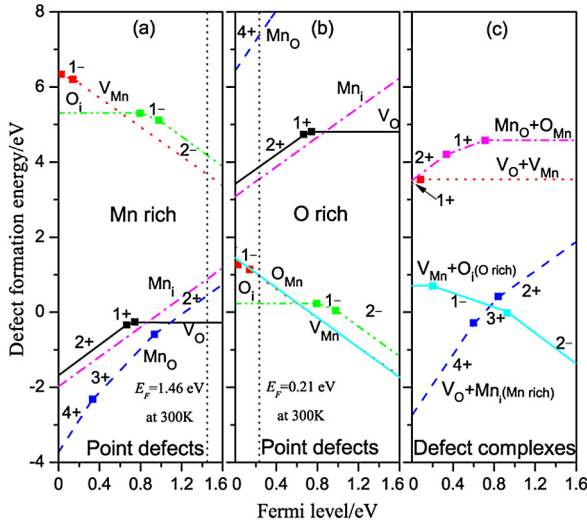 Defect formation energy/eV
8
6
4
2
0
-2
-4
(a)
1−
V_Mn
O_i
1−
2−
Mn rich
Mn_i
2+
1+
2+
V_O
Mn_O
3+
4+
E_F=1.46 eV
at 300K
Point defects
(b)
4+
Mn_O
Mn_i
V_O
1+
2+
O rich
1−
O_Mn
O_i
1−
2−
V_Mn
E_F=0.21 eV
at 300K
Point defects
(c)
Mn_O+O_Mn
1+
2+
V_O+V_Mn
1+
V_Mn+O_i(O rich)
2+
1−
3+
2−
4+
V_O+Mn_i(Mn rich)
Defect complexes
0 0.4 0.8 1.2 1.6
0 0.4 0.8 1.2 1.6
0 0.4 0.8 1.2 1.6
Fermi level/eV